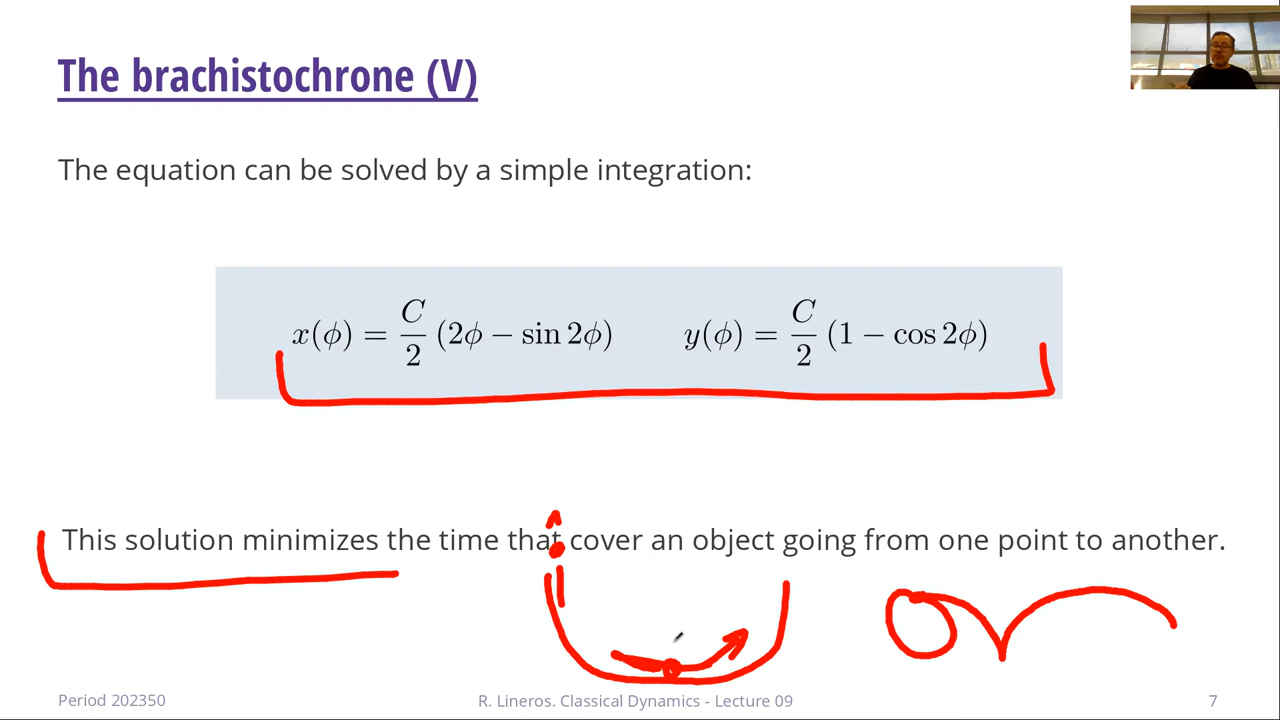 The brachistochrone (V)
The equation can be solved by a simple integration:
x(ϕ) = C/2 (2ϕ − sin 2ϕ) y(ϕ) = C/2 (1 − cos 2ϕ)
This solution minimizes the time that cover an object going from one point to another.
Period 202350 R. Lineros. Classical Dynamics - Lecture 09 7